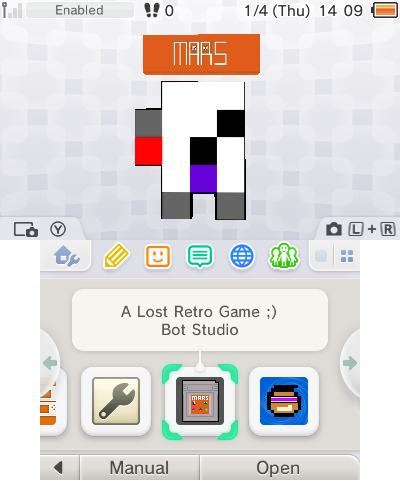 Enabled
0
1/4 (Thu) 14 09
MARS
Y
L + R
A Lost Retro Game ;)
Bot Studio
MARS
Manual
Open